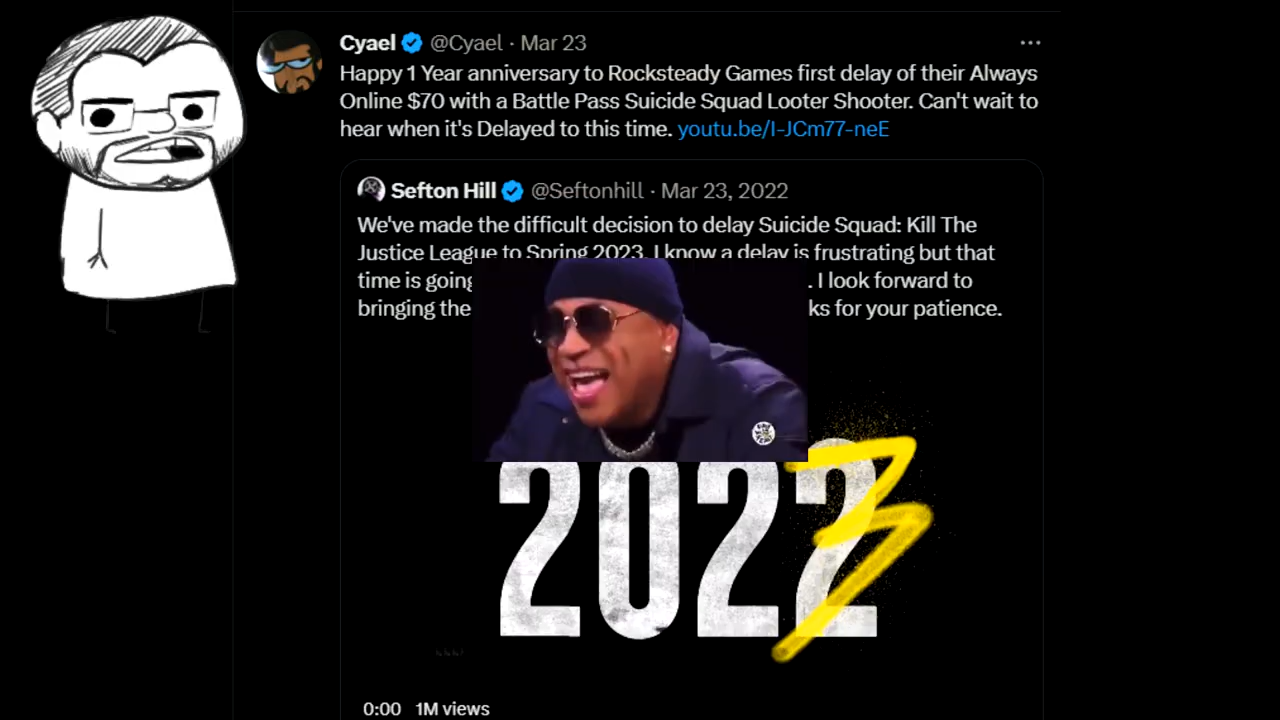 Cyael @Cyael · Mar 23
Happy 1 Year anniversary to Rocksteady Games first delay of their Always
Online $70 with a Battle Pass Suicide Squad Looter Shooter. Can't wait to
hear when it's Delayed to this time. youtu.be/I-JCm77-neE
Sefton Hill @Seftonhill · Mar 23, 2022
We've made the difficult decision to delay Suicide Squad: Kill The
Justice League to Spring 2023. I know a delay is frustrating but that
time is going . I look forward to
bringing the ks for your patience.
2022 3
0:00 1M views